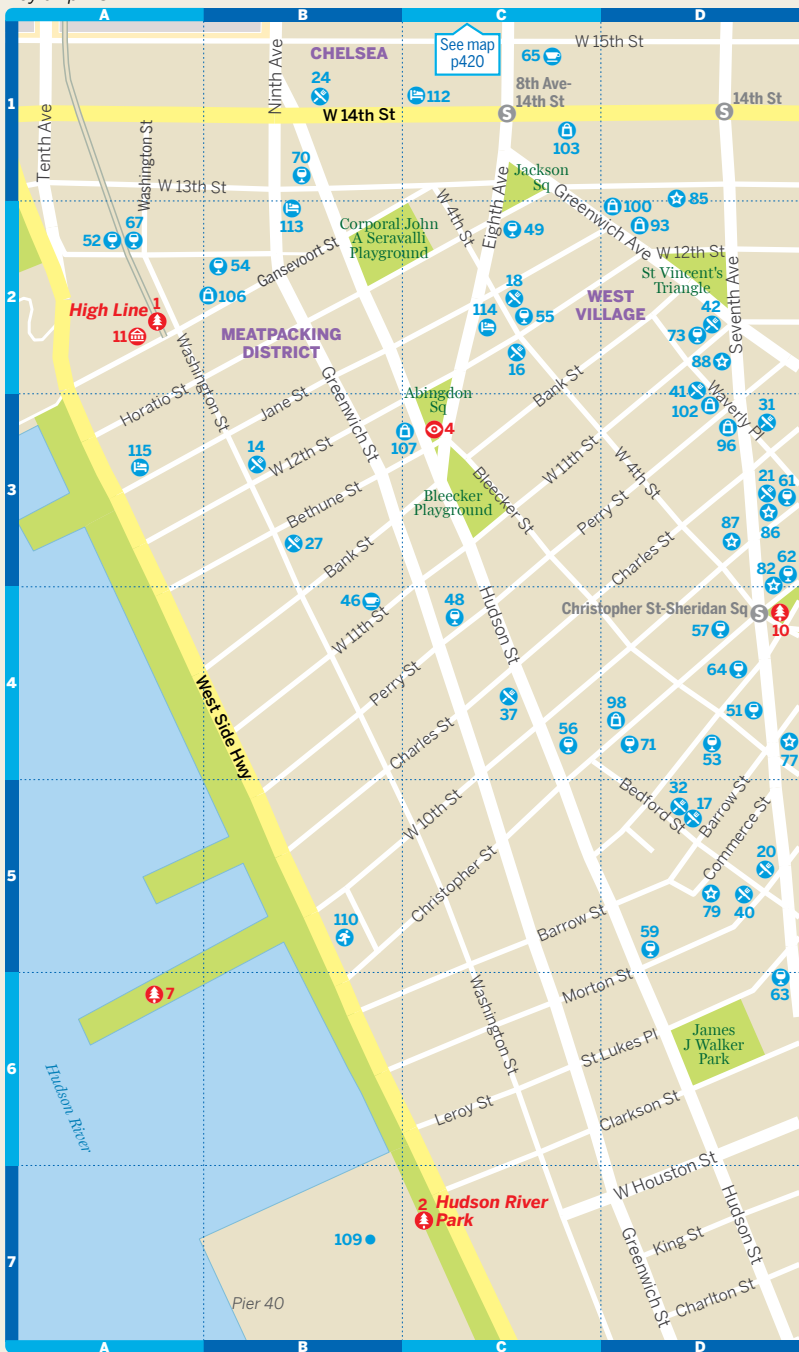 A
B
C
D
See map
p420
CHELSEA
W 15th St
65
24
112
8th Ave-
14th St
14th St
1
W 14th St
Ninth Ave
Tenth Ave
103
70
Washington St
W 13th St
Jackson
Sq
85
113
W 4th St
Eighth Ave
Greenwich Ave
100
93
52
67
Corporal John
A Seravalli
Playground
49
W 12th St
54
Gansevoort St
St Vincent's
Triangle
Seventh Ave
18
106
2
High Line
1
11
MEATPACKING
DISTRICT
114
55
WEST
VILLAGE
42
73
16
88
Washington St
Greenwich St
Horatio St
Jane St
Abingdon
Sq
Bank St
41
102
Waverly Pl
31
96
4
107
115
14
W 12th St
3
Bleecker
Playground
Bleecker St
W 11th St
W 4th St
21
61
86
Bethune St
Perry St
87
27
Bank St
Charles St
62
82
46
48
Christopher St-Sheridan Sq
10
W 11th St
Hudson St
57
4
Perry St
64
West Side Hwy
37
98
51
Charles St
56
71
53
77
W 10th St
Bedford St
32
17
Barrow St
Commerce St
20
5
Christopher St
79
40
110
Barrow St
59
7
Washington St
Morton St
63
James
J Walker
Park
6
St Lukes Pl
Hudson River
Leroy St
Clarkson St
W Houston St
2
Hudson River
Park
Hudson St
109
7
King St
Greenwich St
Charlton St
Pier 40
A
B
C
D